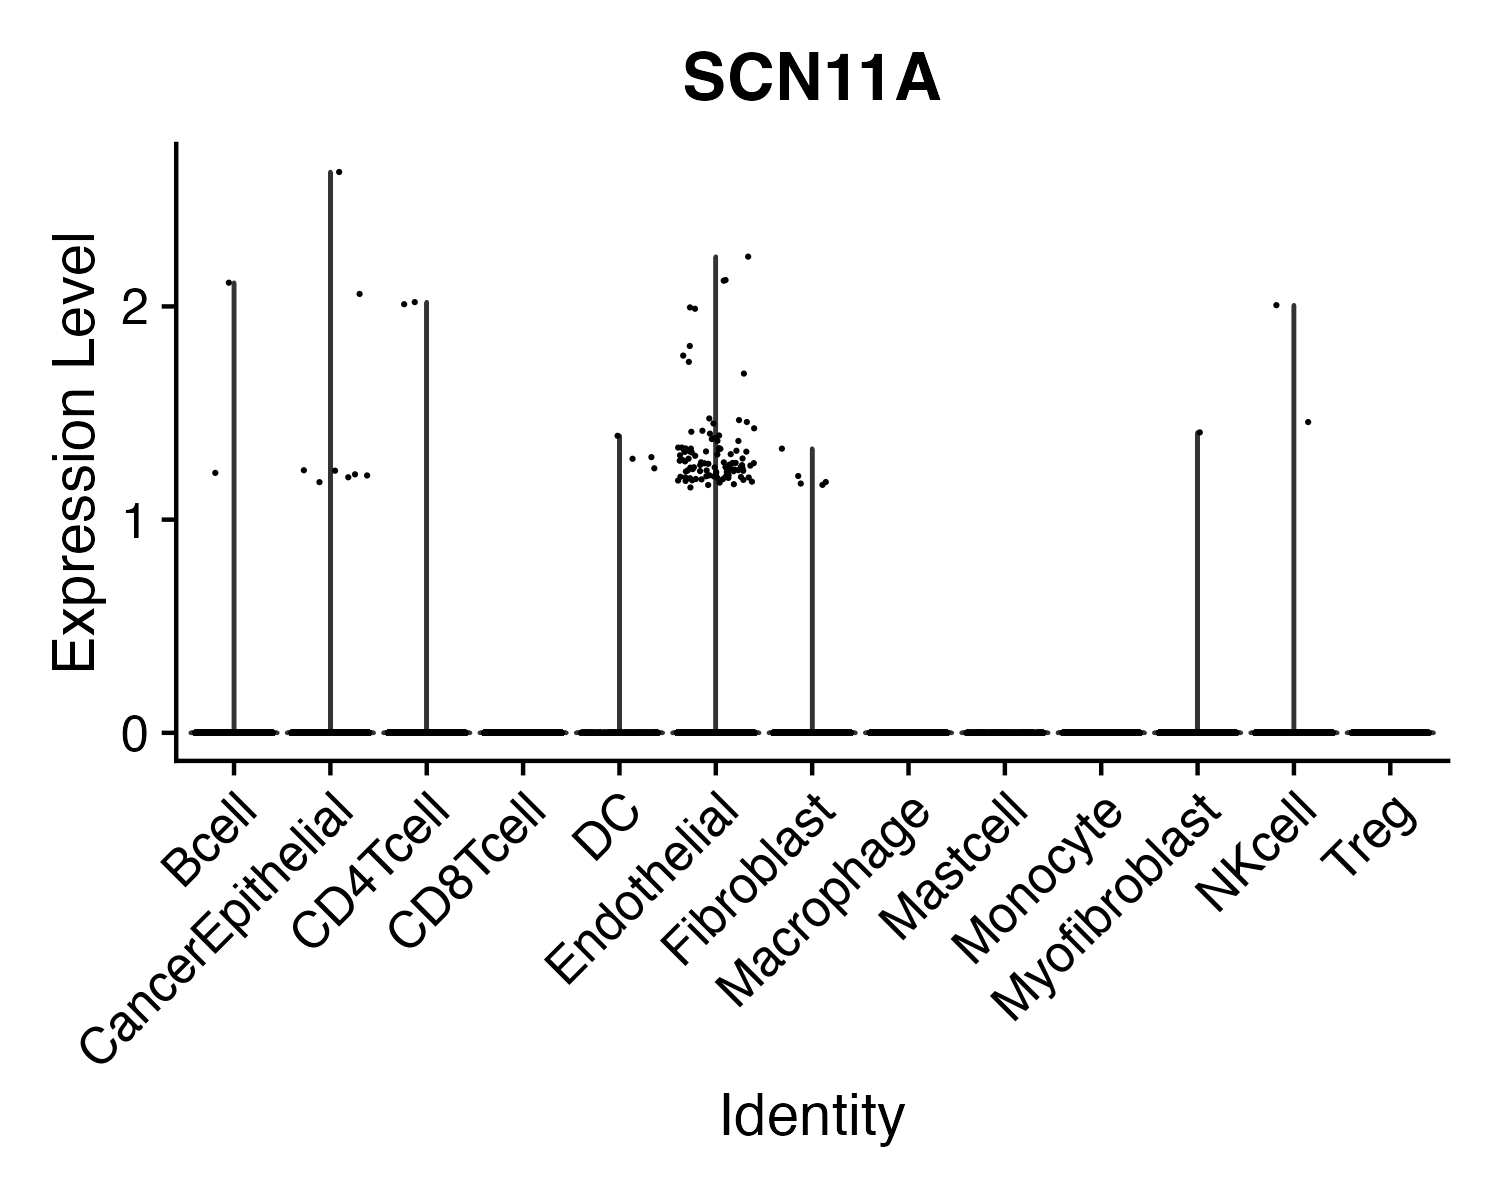 SCN11A
Expression Level
2
1
0
Bcell
CancerEpithelial
CD4Tcell
CD8Tcell
DC
Endothelial
Fibroblast
Macrophage
Mastcell
Monocyte
Myofibroblast
NKcell
Treg
Identity